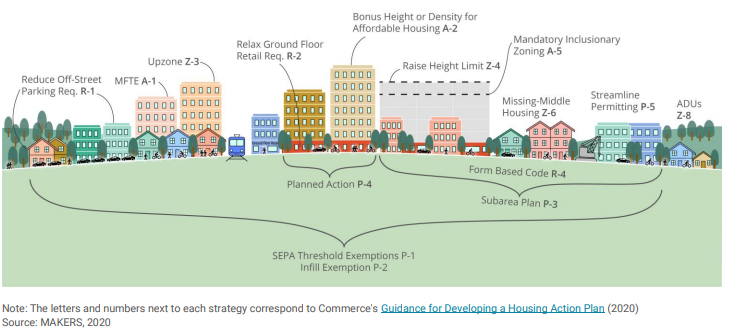 Bonus Height or Density for
Affordable Housing A-2
Mandatory Inclusionary
Zoning A-5
Relax Ground Floor
Retail Req. R-2
Upzone Z-3
Raise Height Limit Z-4
Reduce Off-Street
Parking Req. R-1
MFTE A-1
Missing-Middle
Housing Z-6
Streamline
Permitting P-5
ADUs
Z-8
Planned Action P-4
Form Based Code R-4
Subarea Plan P-3
SEPA Threshold Exemptions P-1
Infill Exemption P-2
Note: The letters and numbers next to each strategy correspond to Commerce's Guidance for Developing a Housing Action Plan (2020)
Source: MAKERS, 2020